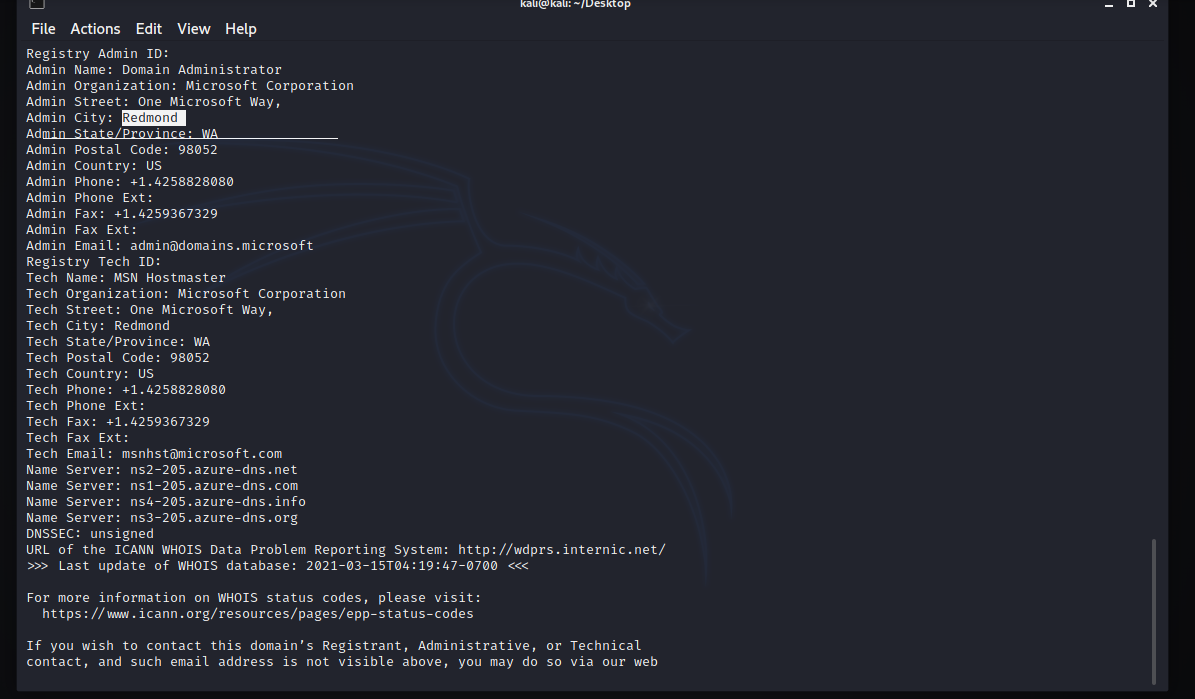 kali@kali: ~/Desktop
File Actions Edit View Help
Registry Admin ID:
Admin Name: Domain Administrator
Admin Organization: Microsoft Corporation
Admin Street: One Microsoft Way,
Admin City: Redmond
Admin State/Province: WA
Admin Postal Code: 98052
Admin Country: US
Admin Phone: +1.4258828080
Admin Phone Ext:
Admin Fax: +1.4259367329
Admin Fax Ext:
Admin Email: admin@domains.microsoft
Registry Tech ID:
Tech Name: MSN Hostmaster
Tech Organization: Microsoft Corporation
Tech Street: One Microsoft Way,
Tech City: Redmond
Tech State/Province: WA
Tech Postal Code: 98052
Tech Country: US
Tech Phone: +1.4258828080
Tech Phone Ext:
Tech Fax: +1.4259367329
Tech Fax Ext:
Tech Email: msnhst@microsoft.com
Name Server: ns2-205.azure-dns.net
Name Server: ns1-205.azure-dns.com
Name Server: ns4-205.azure-dns.info
Name Server: ns3-205.azure-dns.org
DNSSEC: unsigned
URL of the ICANN WHOIS Data Problem Reporting System: http://wdprs.internic.net/
>>> Last update of WHOIS database: 2021-03-15T04:19:47-0700 <<<
For more information on WHOIS status codes, please visit:
https://www.icann.org/resources/pages/epp-status-codes
If you wish to contact this domain's Registrant, Administrative, or Technical
contact, and such email address is not visible above, you may do so via our web